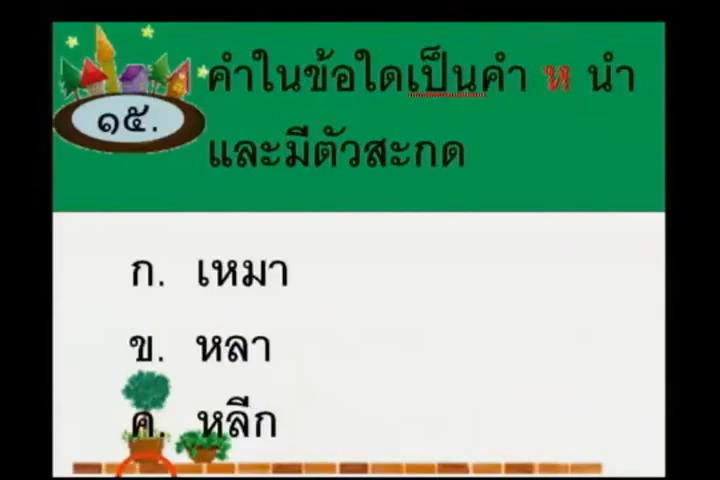 ๑๕.
คำในข้อใดเป็นคำ ห นำ
และมีตัวสะกด
ก. เหมา
ข. หลา
ค. หลีก